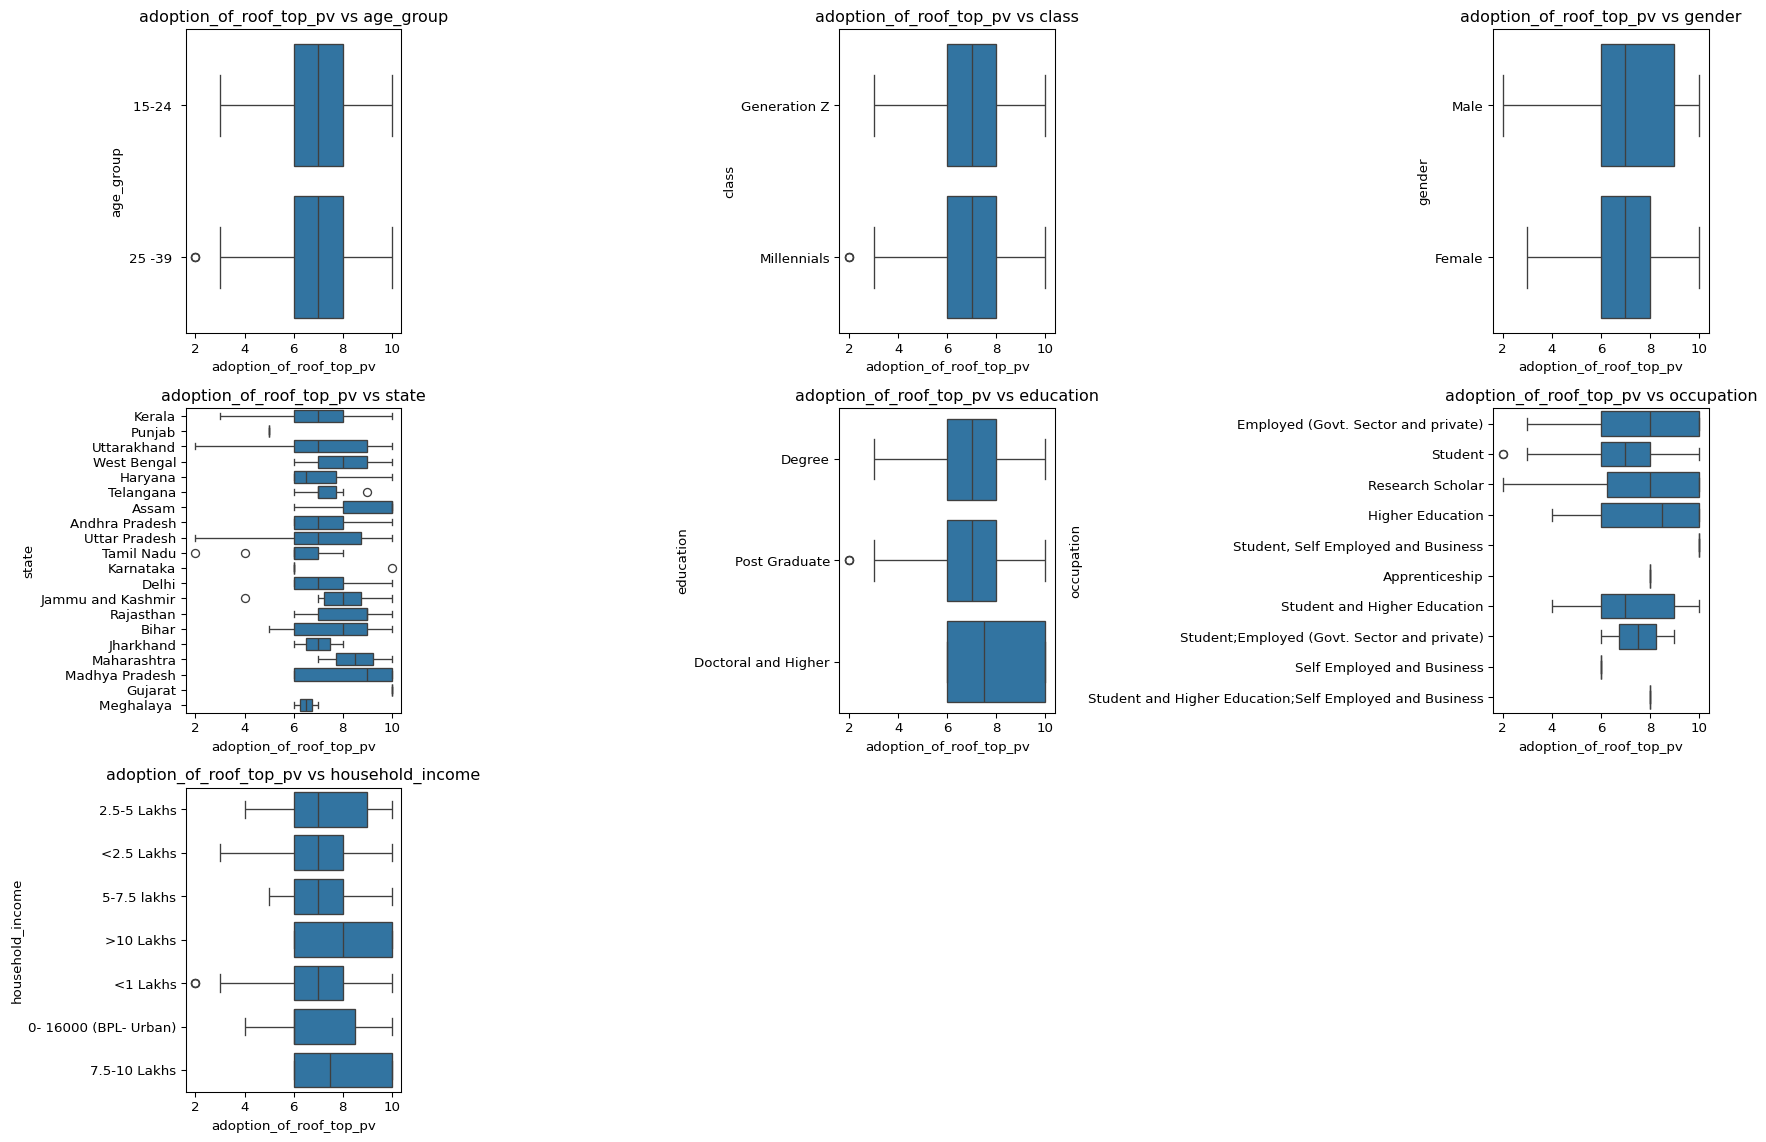 adoption_of_roof_top_pv vs age_group
age_group
15-24
25 -39
2 4 6 8 10
adoption_of_roof_top_pv
adoption_of_roof_top_pv vs class
class
Generation Z
Millennials
2 4 6 8 10
adoption_of_roof_top_pv
adoption_of_roof_top_pv vs gender
gender
Male
Female
2 4 6 8 10
adoption_of_roof_top_pv
adoption_of_roof_top_pv vs state
state
Kerala
Punjab
Uttarakhand
West Bengal
Haryana
Telangana
Assam
Andhra Pradesh
Uttar Pradesh
Tamil Nadu
Karnataka
Delhi
Jammu and Kashmir
Rajasthan
Bihar
Jharkhand
Maharashtra
Madhya Pradesh
Gujarat
Meghalaya
2 4 6 8 10
adoption_of_roof_top_pv
adoption_of_roof_top_pv vs education
education
Degree
Post Graduate
Doctoral and Higher
2 4 6 8 10
adoption_of_roof_top_pv
adoption_of_roof_top_pv vs occupation
occupation
Employed (Govt. Sector and private)
Student
Research Scholar
Higher Education
Student, Self Employed and Business
Apprenticeship
Student and Higher Education
Student;Employed (Govt. Sector and private)
Self Employed and Business
Student and Higher Education;Self Employed and Business
2 4 6 8 10
adoption_of_roof_top_pv
adoption_of_roof_top_pv vs household_income
household_income
2.5-5 Lakhs
<2.5 Lakhs
5-7.5 lakhs
>10 Lakhs
<1 Lakhs
0- 16000 (BPL- Urban)
7.5-10 Lakhs
2 4 6 8 10
adoption_of_roof_top_pv